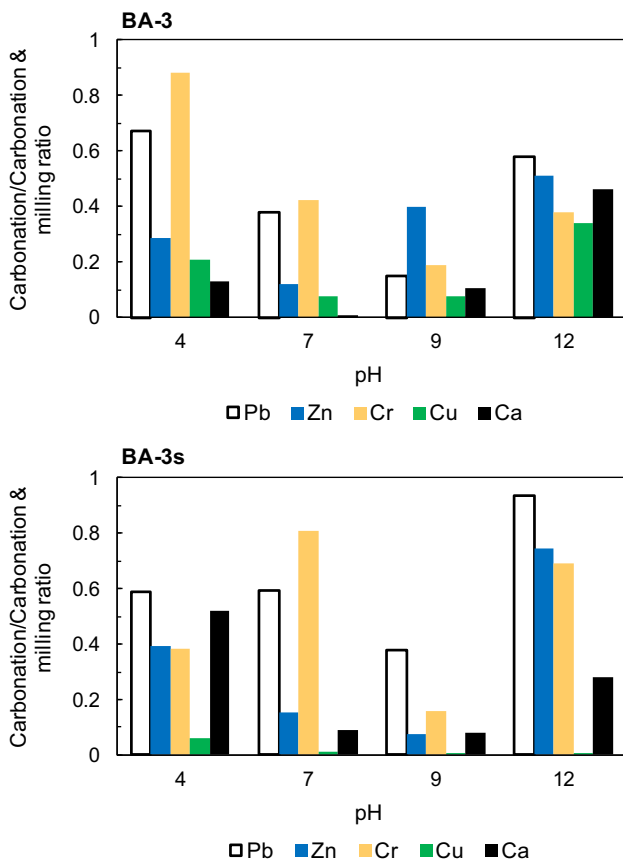 BA-3
Carbonation/Carbonation &
milling ratio
1
0.8
0.6
0.4
0.2
0
4 7 9 12
pH
Pb Zn Cr Cu Ca
BA-3s
Carbonation/Carbonation &
milling ratio
1
0.8
0.6
0.4
0.2
0
4 7 9 12
pH
Pb Zn Cr Cu Ca